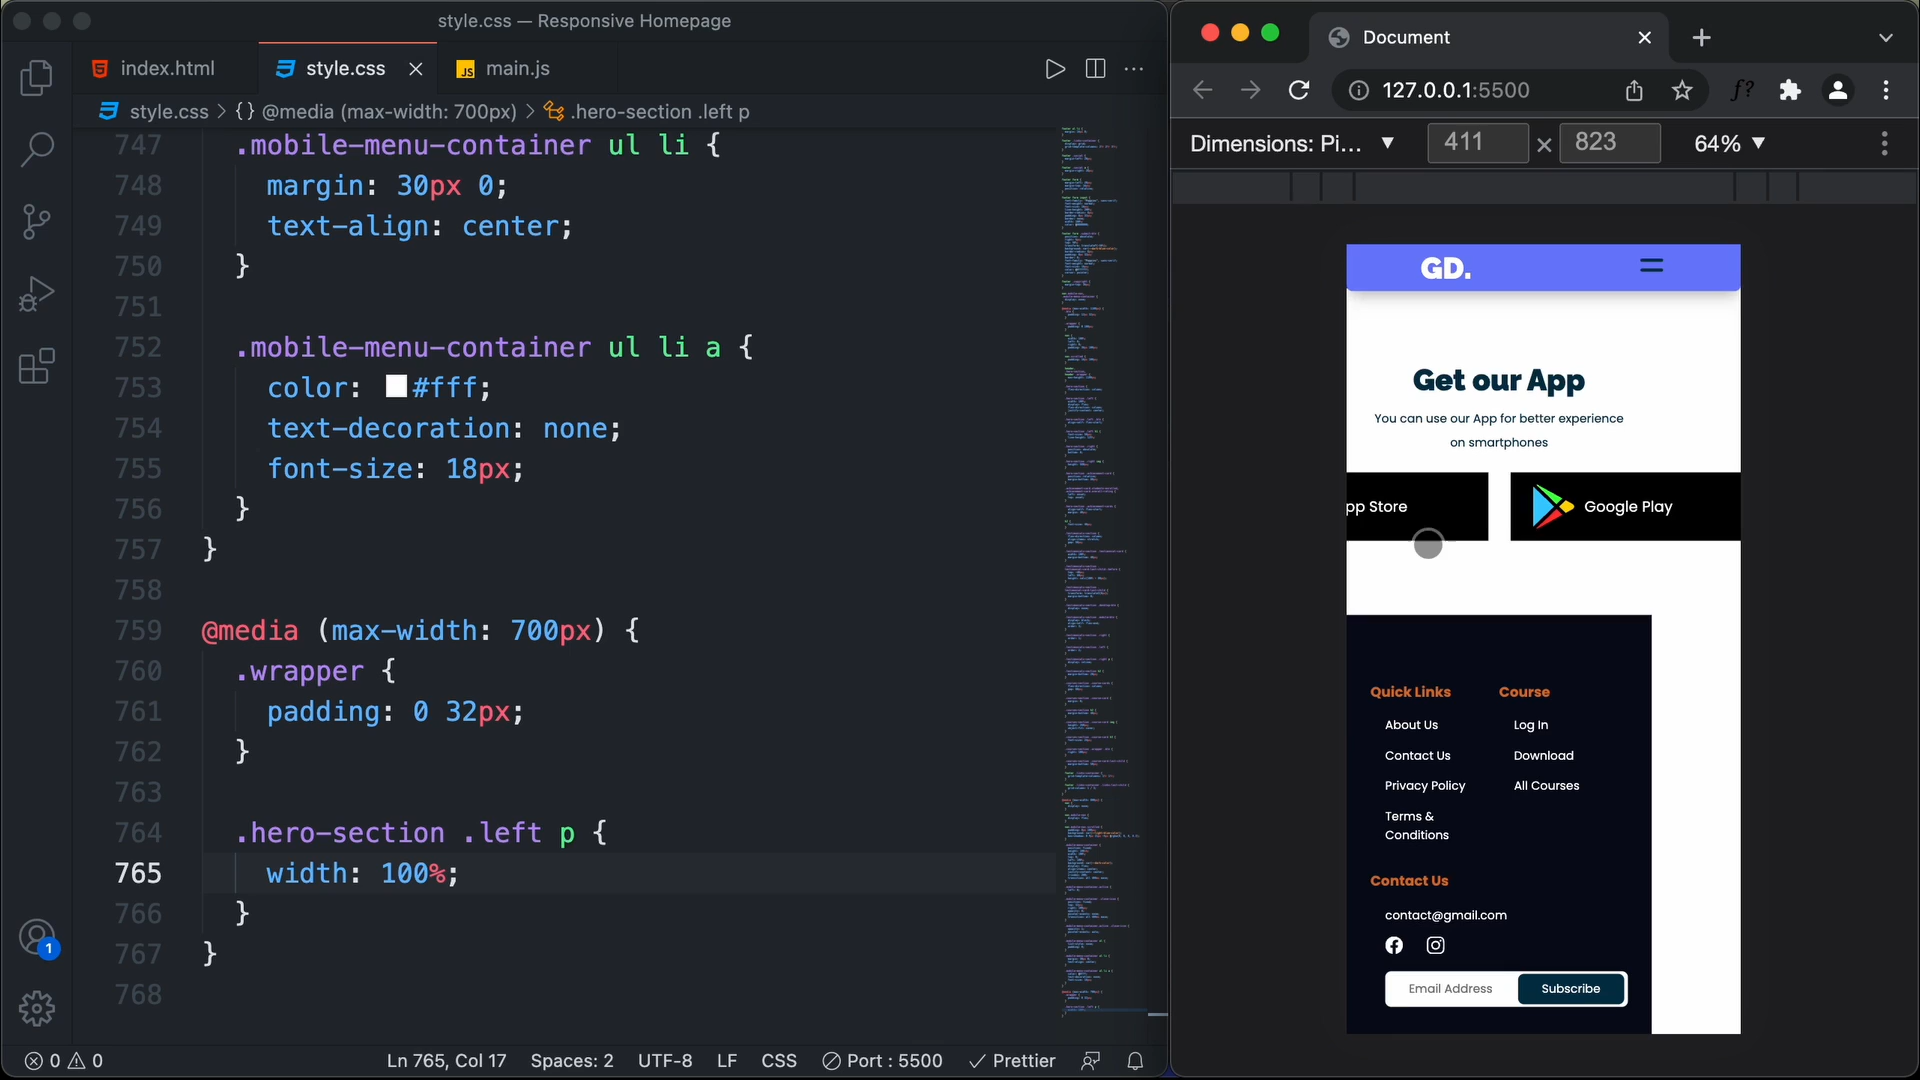 style.css — Responsive Homepage
index.html
style.css
JS main.js
style.css > {} @media (max-width: 700px) > .hero-section .left p
747 .mobile-menu-container ul li {
748 margin: 30px 0;
749 text-align: center;
750 }
751
752 .mobile-menu-container ul li a {
753 color: #fff;
754 text-decoration: none;
755 font-size: 18px;
756 }
757 }
758
759 @media (max-width: 700px) {
760 .wrapper {
761 padding: 0 32px;
762 }
763
764 .hero-section .left p {
765 width: 100%;
766 }
767 }
768
1
0 0
Ln 765, Col 17
Spaces: 2
UTF-8
LF
CSS
Port : 5500
Prettier
Document
127.0.0.1:5500
f?
Dimensions: Pi...
411 × 823
64%
GD.
Get our App
You can use our App for better experience
on smartphones
pp Store
Google Play
Quick Links
Course
About Us
Log In
Contact Us
Download
Privacy Policy
All Courses
Terms &
Conditions
Contact Us
contact@gmail.com
Email Address
Subscribe